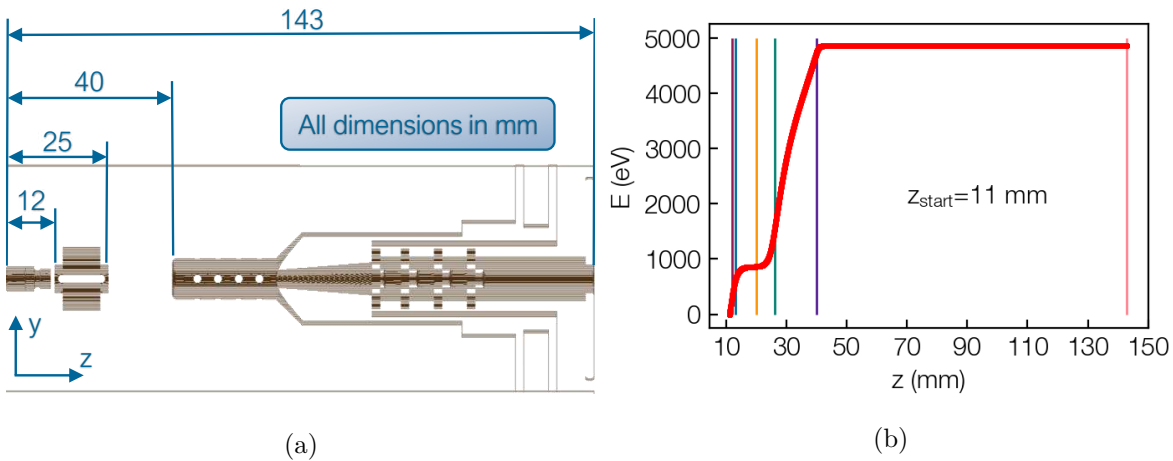 143
40
All dimensions in mm
25
12
y
z
(a)
E (eV)
5000
4000
3000
2000
1000
0
z_start=11 mm
10 30 50 70 90 110 130 150
z (mm)
(b)